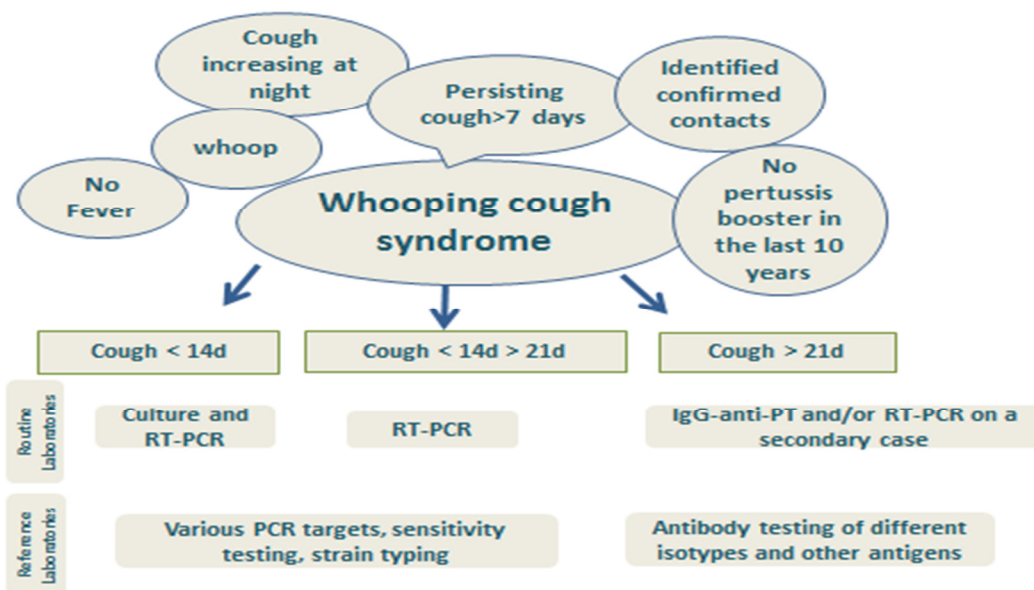 Cough
increasing at
night
Persisting
cough>7 days
Identified
confirmed
contacts
whoop
No
Fever
Whooping cough
syndrome
No
pertussis
booster in
the last 10
years
Cough < 14d
Cough < 14d > 21d
Cough > 21d
Routine
Laboratories
Culture and
RT-PCR
RT-PCR
IgG-anti-PT and/or RT-PCR on a
secondary case
Reference
Laboratories
Various PCR targets, sensitivity
testing, strain typing
Antibody testing of different
isotypes and other antigens